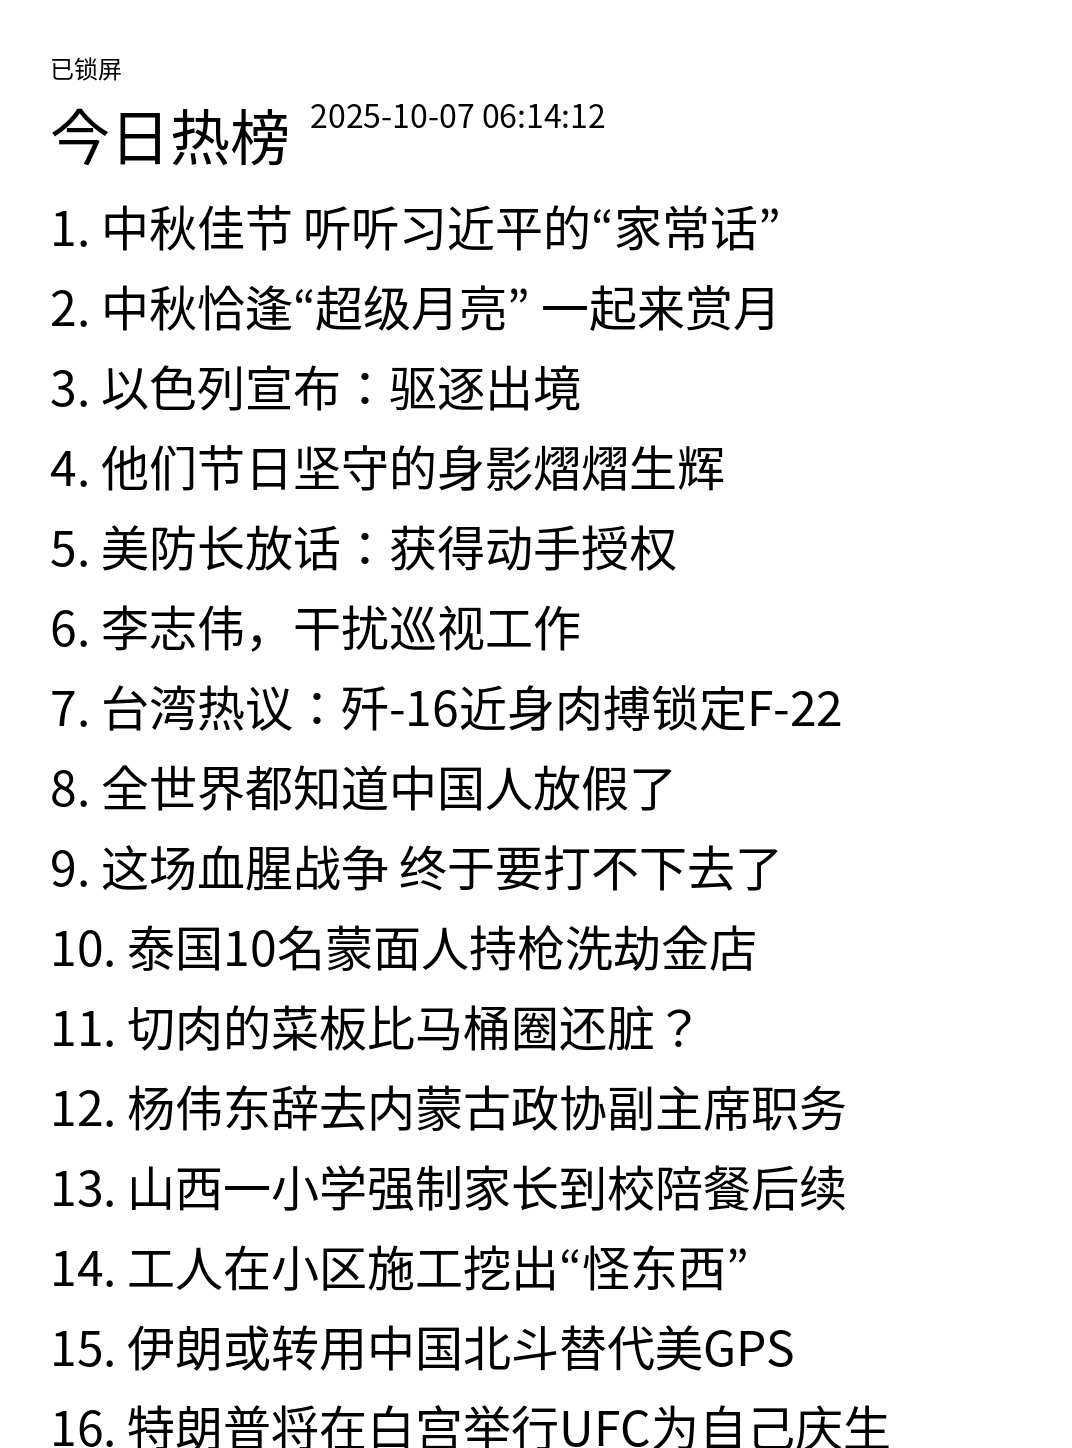 已锁屏
今日热榜 2025-10-07 06:14:12
1. 中秋佳节 听听习近平的“家常话”
2. 中秋恰逢“超级月亮” 一起来赏月
3. 以色列宣布：驱逐出境
4. 他们节日坚守的身影熠熠生辉
5. 美防长放话：获得动手授权
6. 李志伟，干扰巡视工作
7. 台湾热议：歼-16近身肉搏锁定F-22
8. 全世界都知道中国人放假了
9. 这场血腥战争 终于要打不下去了
10. 泰国10名蒙面人持枪洗劫金店
11. 切肉的菜板比马桶圈还脏？
12. 杨伟东辞去内蒙古政协副主席职务
13. 山西一小学强制家长到校陪餐后续
14. 工人在小区施工挖出“怪东西”
15. 伊朗或转用中国北斗替代美GPS
16. 特朗普将在白宫举行UFC为自己庆生